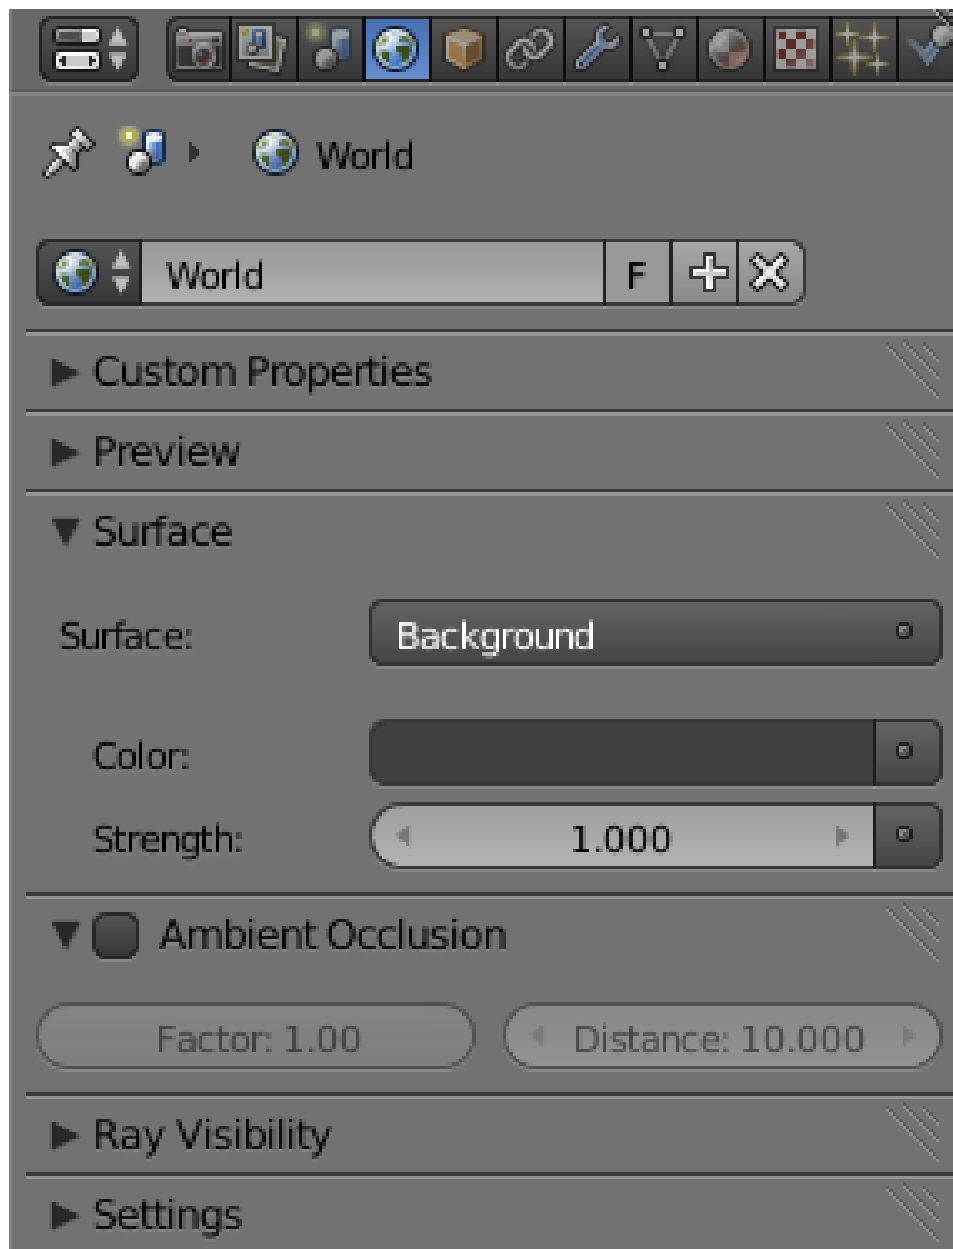 World
World F
Custom Properties
Preview
Surface
Surface: Background
Color:
Strength: 1.000
Ambient Occlusion
Factor: 1.00 Distance: 10.000
Ray Visibility
Settings